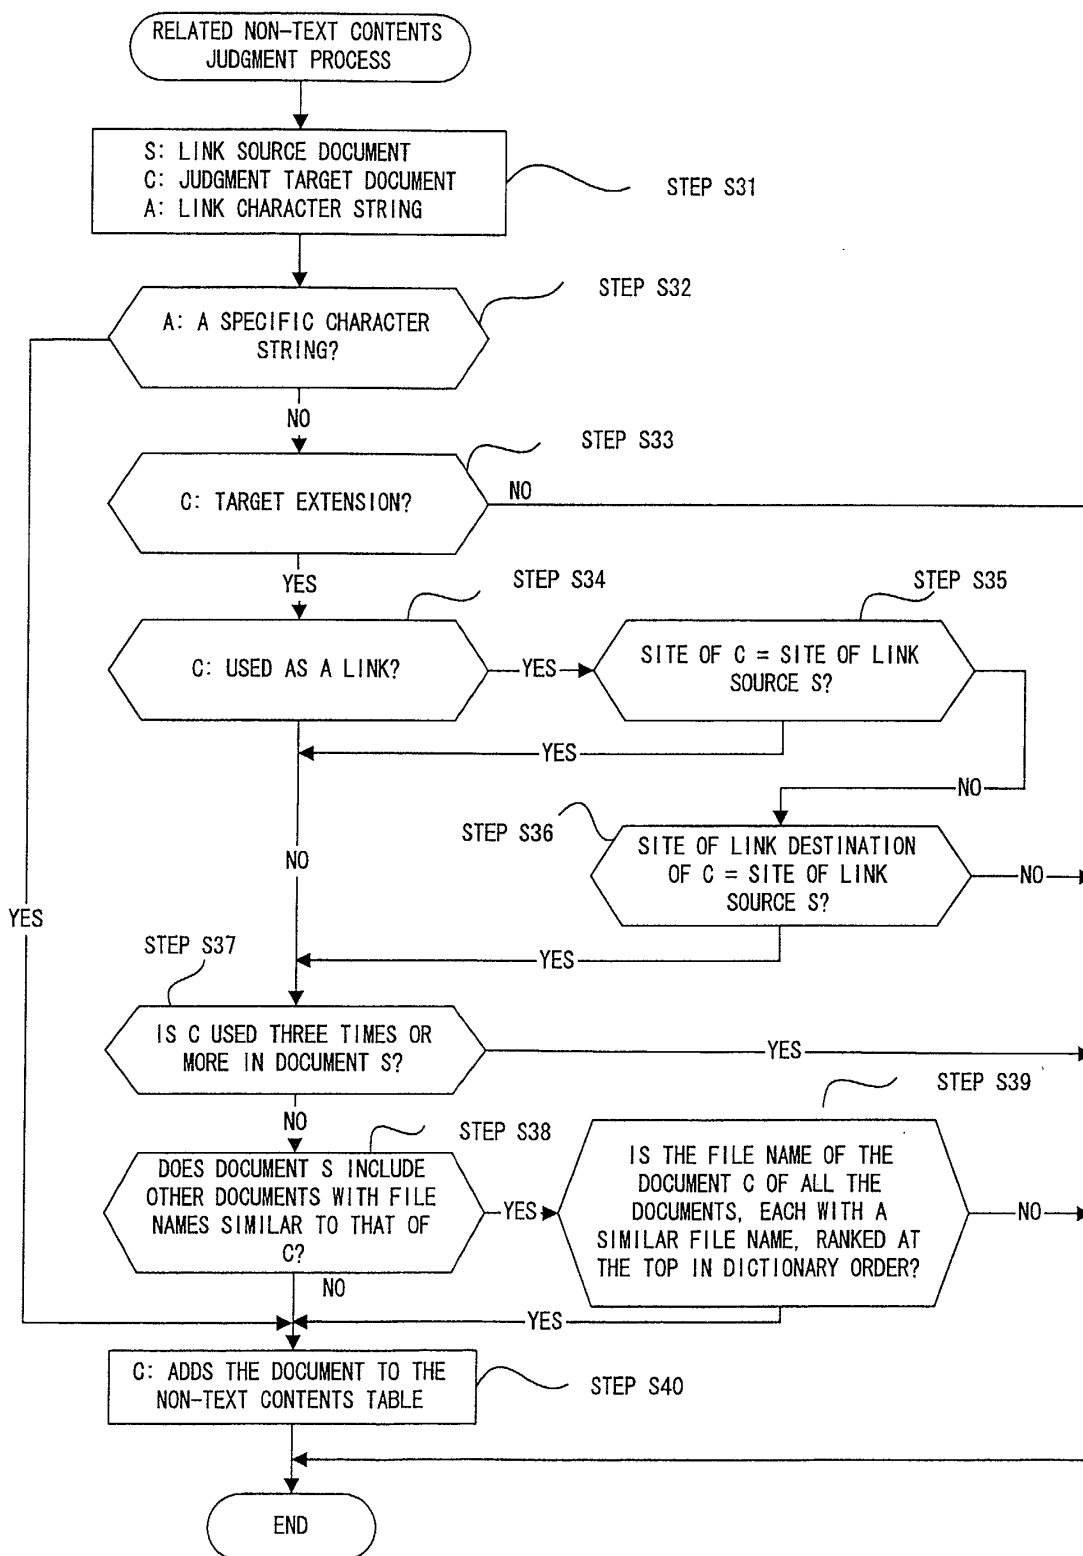 RELATED NON-TEXT CONTENTS
JUDGMENT PROCESS
S: LINK SOURCE DOCUMENT
C: JUDGMENT TARGET DOCUMENT
A: LINK CHARACTER STRING
STEP S31
STEP S32
A: A SPECIFIC CHARACTER
STRING?
NO
STEP S33
C: TARGET EXTENSION?
NO
YES
STEP S34
STEP S35
C: USED AS A LINK?
YES
SITE OF C = SITE OF LINK
SOURCE S?
YES
NO
STEP S36
SITE OF LINK DESTINATION
OF C = SITE OF LINK
SOURCE S?
NO
NO
YES
YES
STEP S37
IS C USED THREE TIMES OR
MORE IN DOCUMENT S?
YES
NO
STEP S38
STEP S39
DOES DOCUMENT S INCLUDE
OTHER DOCUMENTS WITH FILE
NAMES SIMILAR TO THAT OF
C?
YES
IS THE FILE NAME OF THE
DOCUMENT C OF ALL THE
DOCUMENTS, EACH WITH A
SIMILAR FILE NAME, RANKED AT
THE TOP IN DICTIONARY ORDER?
NO
NO
YES
C: ADDS THE DOCUMENT TO THE
NON-TEXT CONTENTS TABLE
STEP S40
END